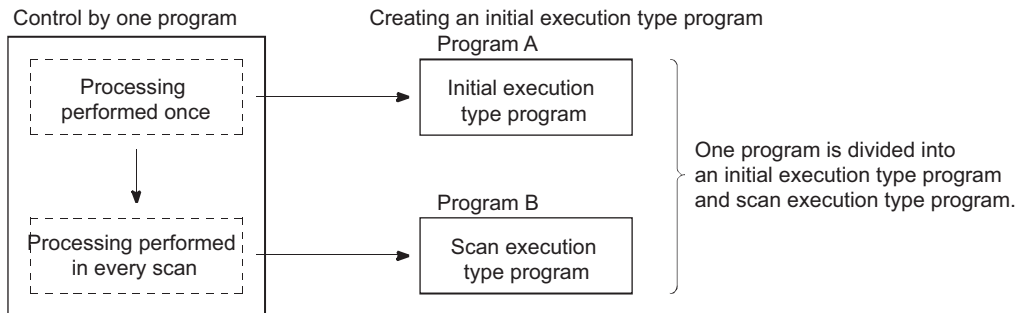 Control by one program
Processing
performed once
Processing performed
in every scan
Creating an initial execution type program
Program A
Initial execution
type program
Program B
Scan execution
type program
One program is divided into
an initial execution type program
and scan execution type program.